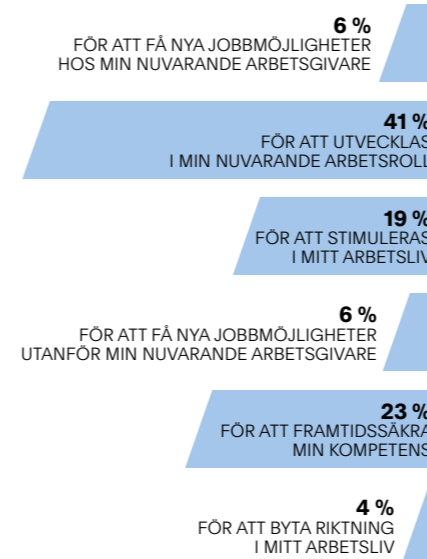 6 %
FÖR ATT FÅ NYA JOBBMÖJLIGHETER
HOS MIN NUVARANDE ARBETSGIVARE
41 %
FÖR ATT UTVECKLAS
I MIN NUVARANDE ARBETSROLL
19 %
FÖR ATT STIMULERAS
I MITT ARBETSLIV
6 %
FÖR ATT FÅ NYA JOBBMÖJLIGHETER
UTANFÖR MIN NUVARANDE ARBETSGIVARE
23 %
FÖR ATT FRAMTIDSSÄKRA
MIN KOMPETENS
4 %
FÖR ATT BYTA RIKTNING
I MITT ARBETSLIV